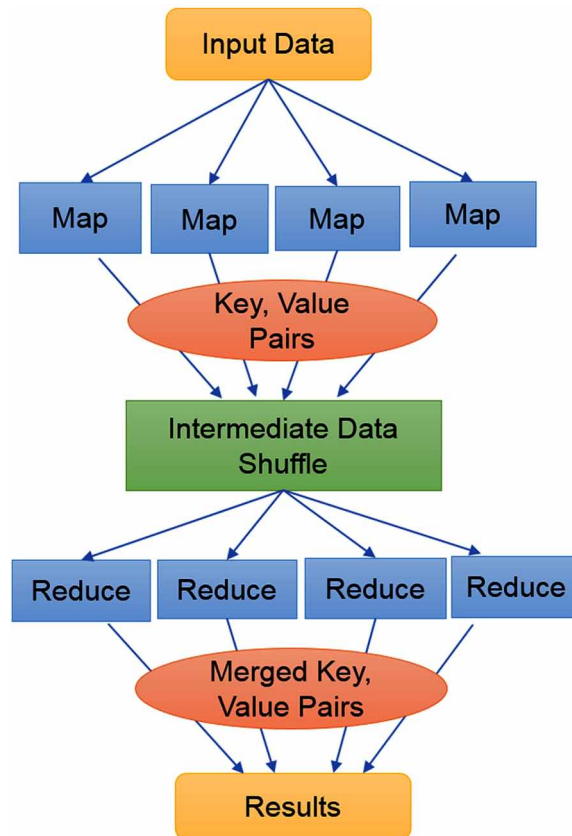 Input Data
Map
Map
Map
Map
Key, Value
Pairs
Intermediate Data
Shuffle
Reduce
Reduce
Reduce
Reduce
Merged Key,
Value Pairs
Results